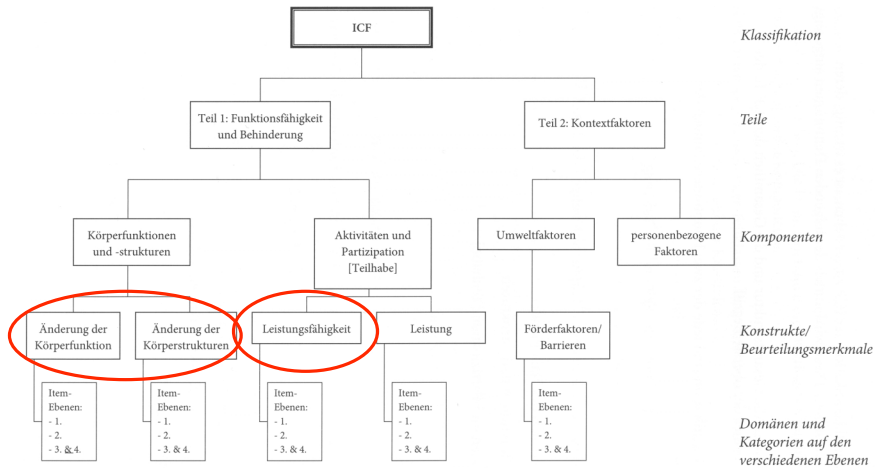 ICF
Klassifikation
Teil 1: Funktionsfähigkeit
und Behinderung
Teil 2: Kontextfaktoren
Teile
Körperfunktionen
und -strukturen
Aktivitäten und
Partizipation
[Teilhabe]
Umweltfaktoren
personenbezogene
Faktoren
Komponenten
Änderung der
Körperfunktion
Änderung der
Körperstrukturen
Leistungsfähigkeit
Leistung
Förderfaktoren/
Barrieren
Konstrukte/
Beurteilungsmerkmale
Item-
Ebenen:
- 1.
- 2.
- 3. & 4.
Item-
Ebenen:
- 1.
- 2.
- 3. & 4.
Item-
Ebenen:
- 1.
- 2.
- 3. & 4.
Item-
Ebenen:
- 1.
- 2.
- 3. & 4.
Item-
Ebenen:
- 1.
- 2.
- 3. & 4.
Domänen und
Kategorien auf den
verschiedenen Ebenen